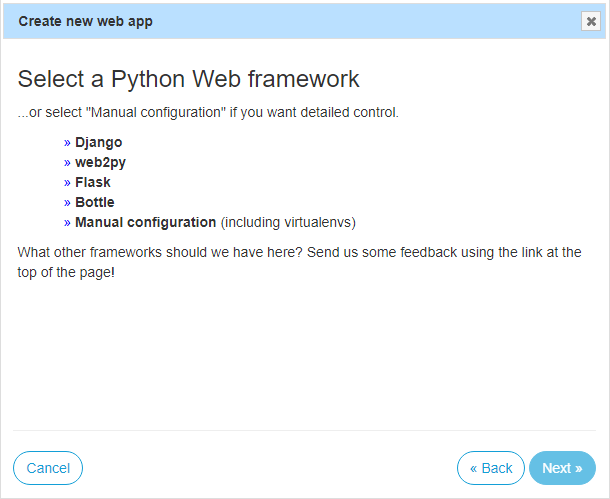 Create new web app
Select a Python Web framework
...or select "Manual configuration" if you want detailed control.
» Django
» web2py
» Flask
» Bottle
» Manual configuration (including virtualenvs)
What other frameworks should we have here? Send us some feedback using the link at the
top of the page!
Cancel
« Back
Next »